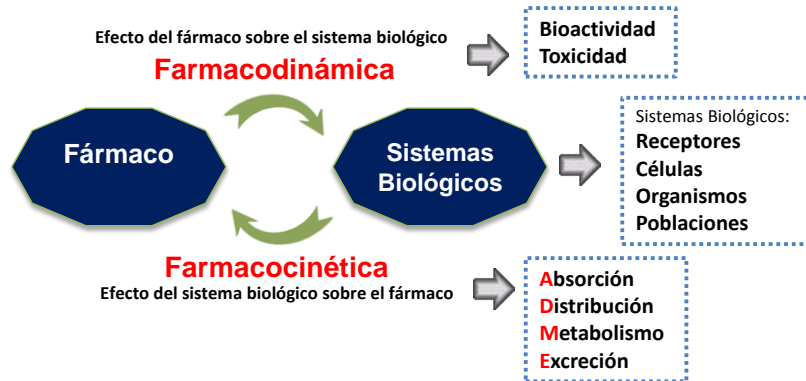 Efecto del fármaco sobre el sistema biológico
Farmacodinámica
Bioactividad
Toxicidad
Fármaco
Sistemas
Biológicos
Sistemas Biológicos:
Receptores
Células
Organismos
Poblaciones
Farmacocinética
Efecto del sistema biológico sobre el fármaco
Absorción
Distribución
Metabolismo
Excreción